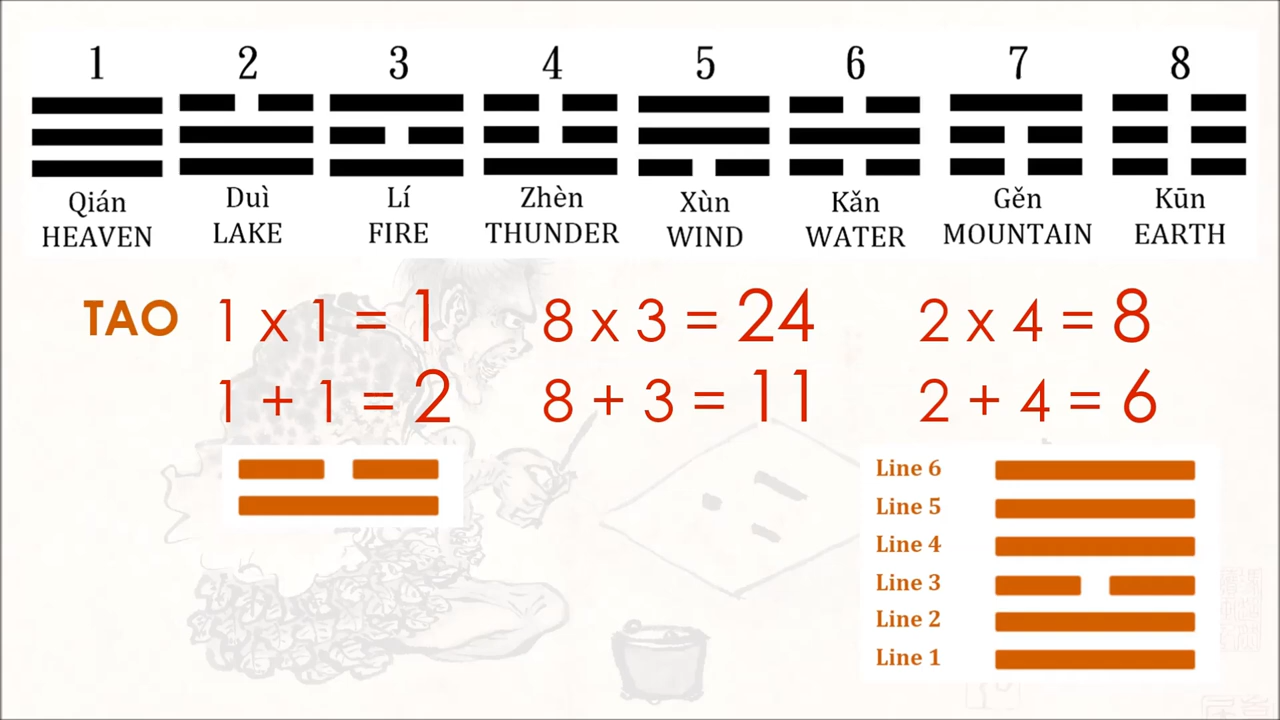 1 2 3 4 5 6 7 8
Qián Duì Lí Zhèn Xùn Kǎn Gěn Kūn
HEAVEN LAKE FIRE THUNDER WIND WATER MOUNTAIN EARTH
TAO 1 x 1 = 1 8 x 3 = 24 2 x 4 = 8
1 + 1 = 2 8 + 3 = 11 2 + 4 = 6
Line 6
Line 5
Line 4
Line 3
Line 2
Line 1